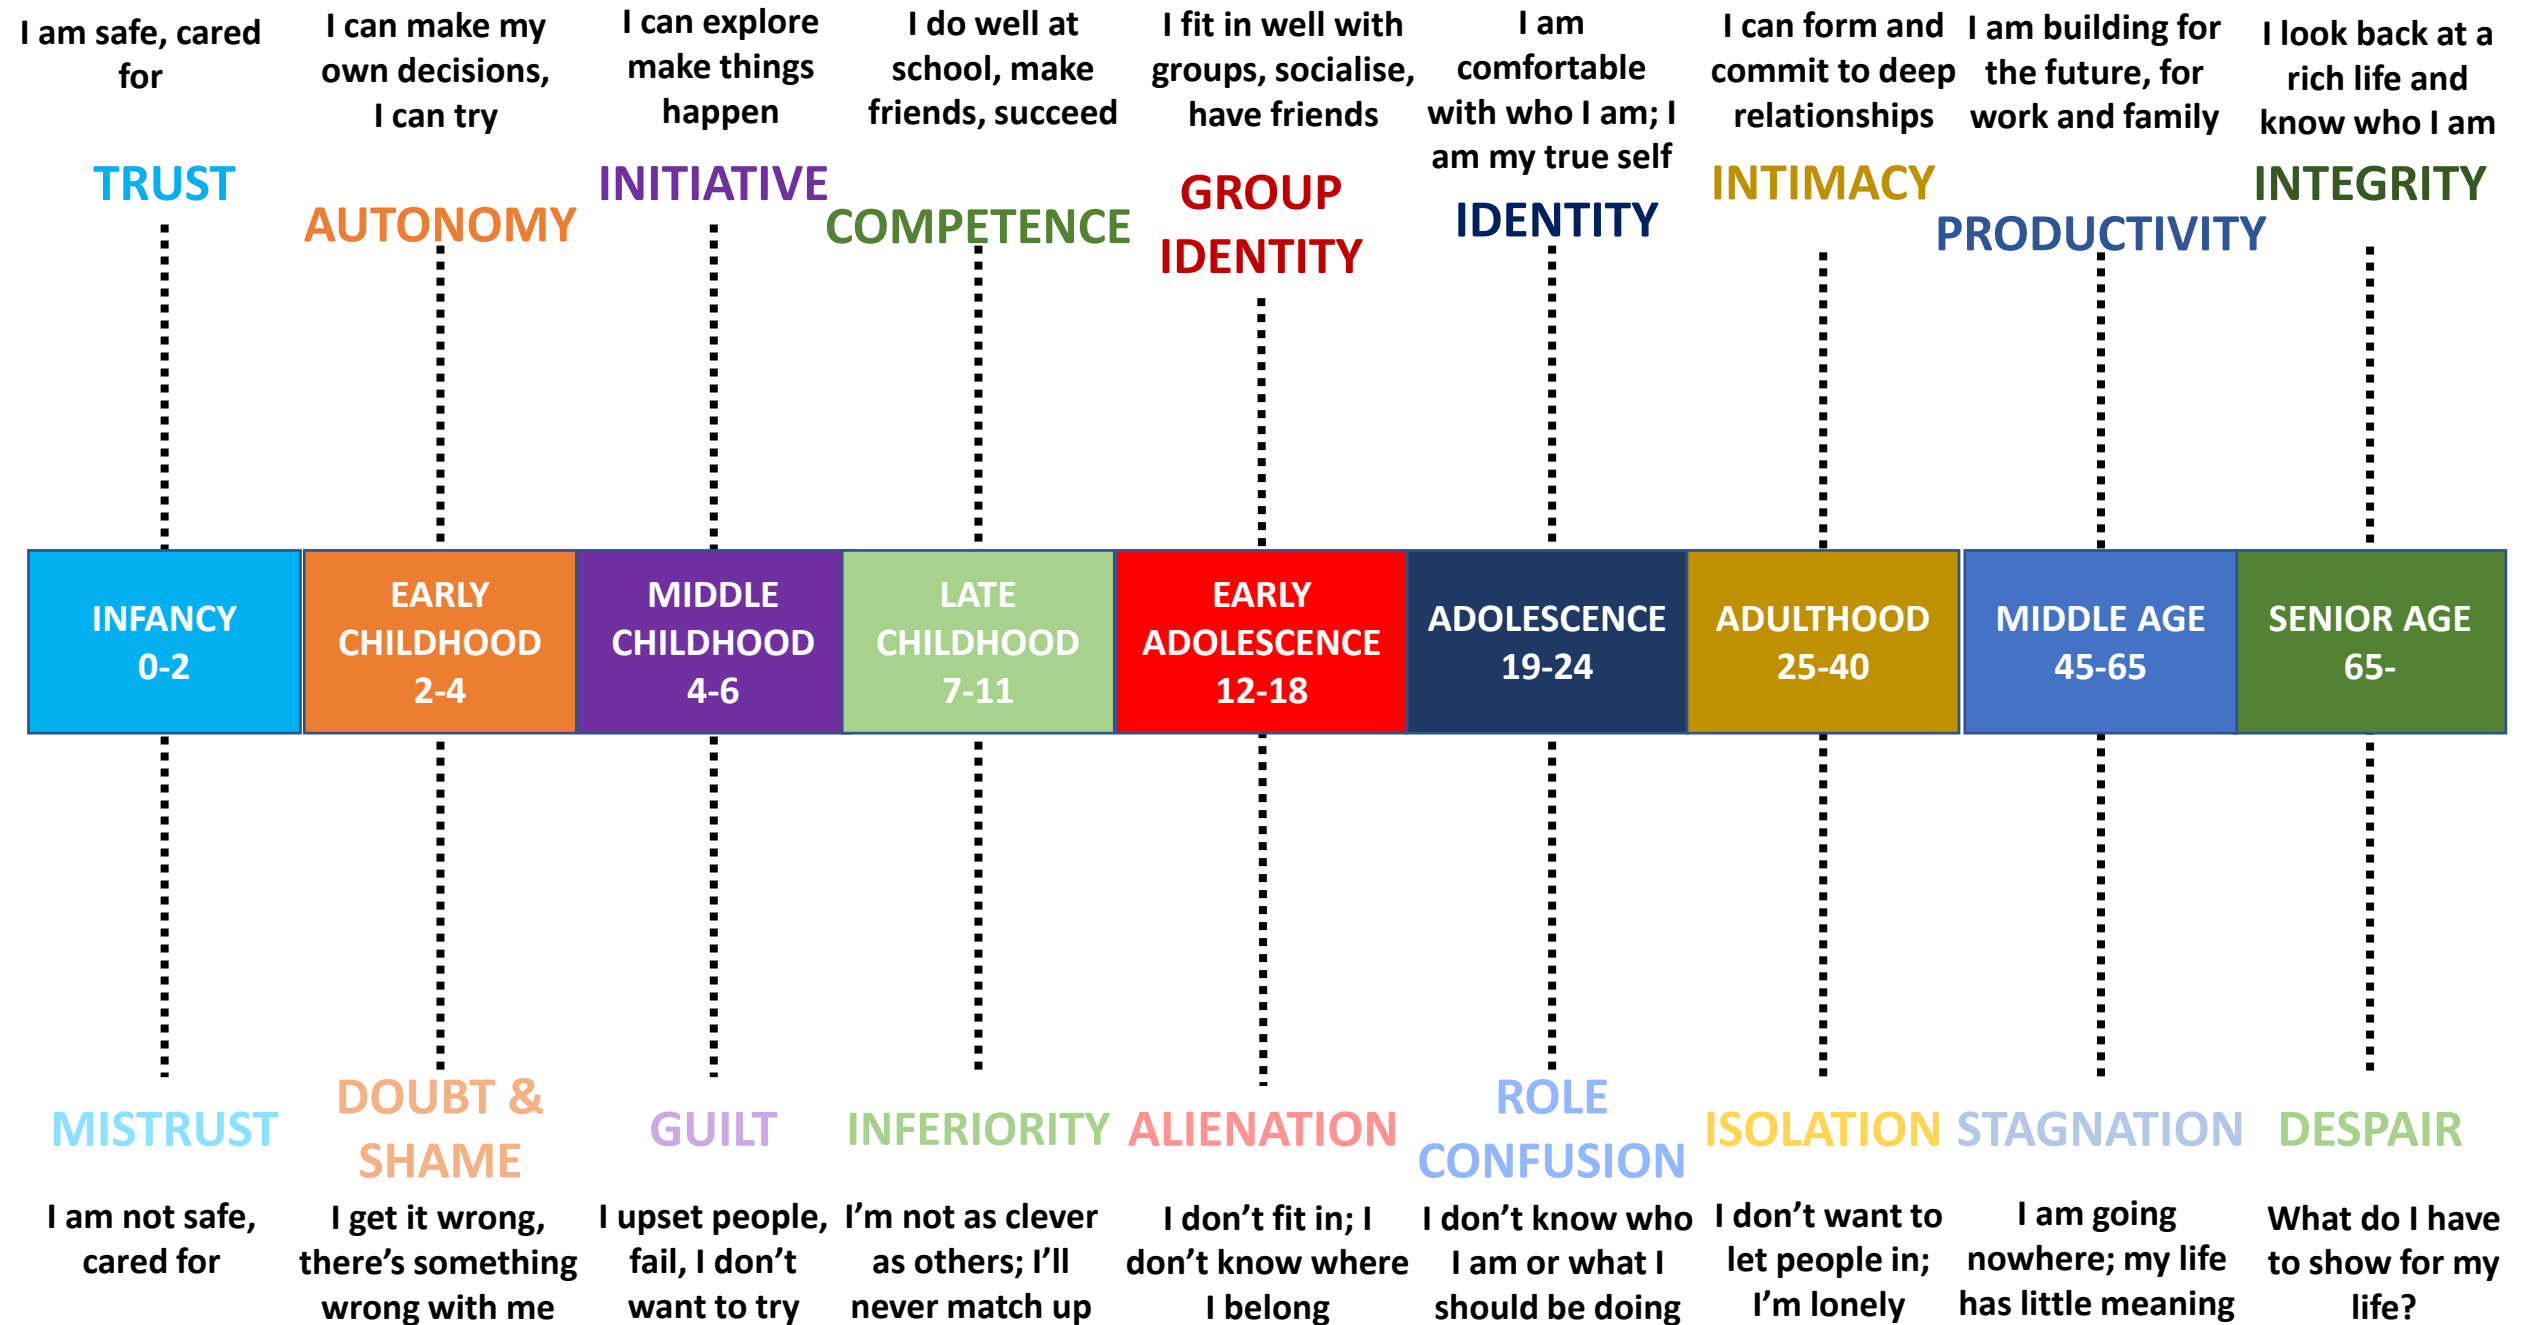 I am safe, cared
for
TRUST
I can make my
own decisions,
I can try
AUTONOMY
I can explore
make things
happen
INITIATIVE
I do well at
school, make
friends, succeed
COMPETENCE
I fit in well with
groups, socialise,
have friends
GROUP
IDENTITY
I am
comfortable
with who I am; I
am my true self
IDENTITY
I can form and
commit to deep
relationships
INTIMACY
I am building for
the future, for
work and family
PRODUCTIVITY
I look back at a
rich life and
know who I am
INTEGRITY
INFANCY
0-2
EARLY
CHILDHOOD
2-4
MIDDLE
CHILDHOOD
4-6
LATE
CHILDHOOD
7-11
EARLY
ADOLESCENCE
12-18
ADOLESCENCE
19-24
ADULTHOOD
25-40
MIDDLE AGE
45-65
SENIOR AGE
65-
MISTRUST
I am not safe,
cared for
DOUBT &
SHAME
I get it wrong,
there’s something
wrong with me
GUILT
I upset people,
fail, I don’t
want to try
INFERIORITY
I’m not as clever
as others; I’ll
never match up
ALIENATION
I don’t fit in; I
don’t know where
I belong
ROLE
CONFUSION
I don’t know who
I am or what I
should be doing
ISOLATION
I don’t want to
let people in;
I’m lonely
STAGNATION
I am going
nowhere; my life
has little meaning
DESPAIR
What do I have
to show for my
life?